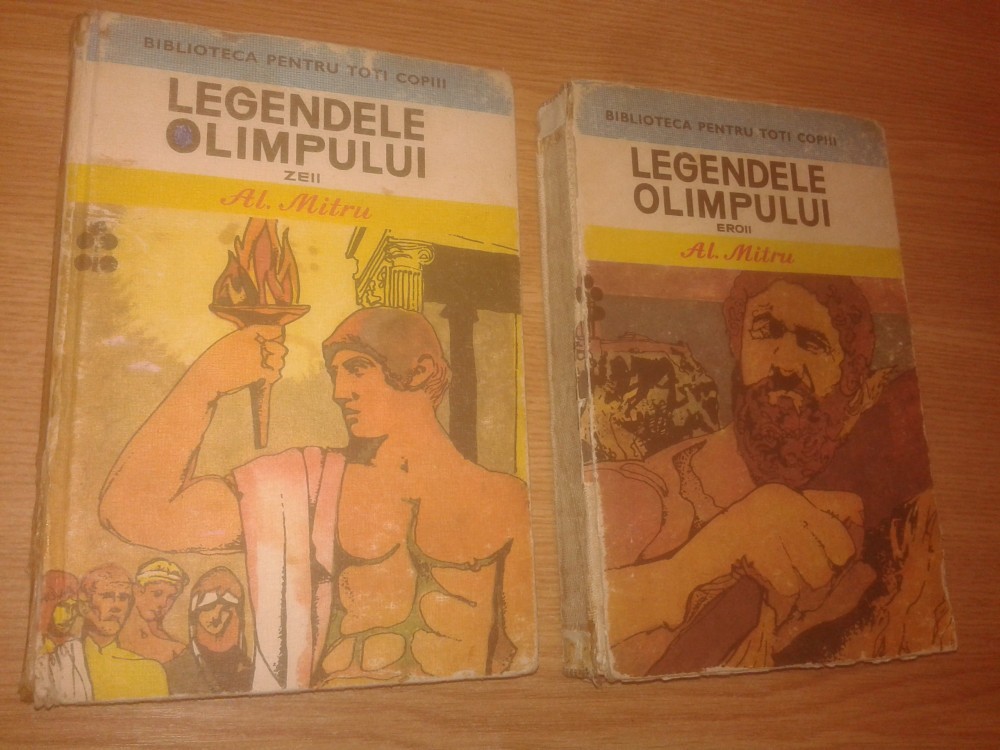 BIBLIOTECA PENTRU TOTI COPIII
LEGENDELE
OLIMPULUI
ZEII
Al. Mitru
BIBLIOTECA PENTRU TOTI COPIII
LEGENDELE
OLIMPULUI
EROII
Al. Mitru